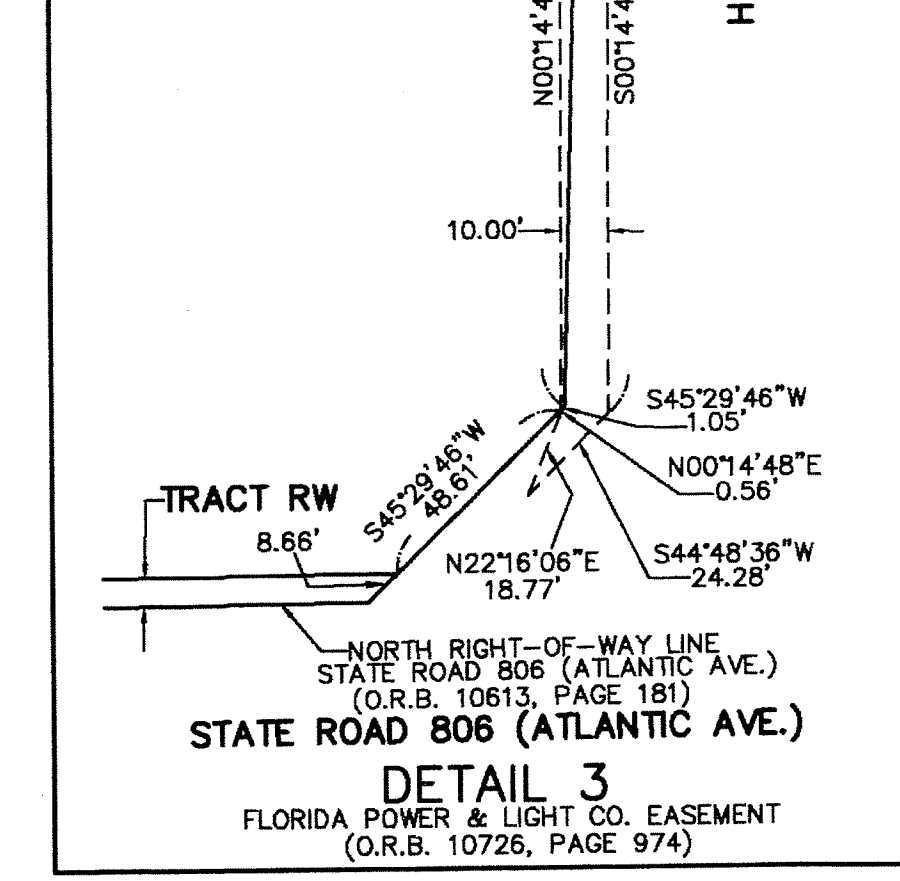 N00°14'4
S00°14'4
H
10.00'
S45°29'46"W
1.05'
S45°29'46"W
48.61'
N00°14'48"E
0.56'
TRACT RW
8.66'
N22°16'06"E
18.77'
S44°48'36"W
24.28'
NORTH RIGHT-OF-WAY LINE
STATE ROAD 806 (ATLANTIC AVE.)
(O.R.B. 10613, PAGE 181)
STATE ROAD 806 (ATLANTIC AVE.)
DETAIL 3
FLORIDA POWER & LIGHT CO. EASEMENT
(O.R.B. 10726, PAGE 974)